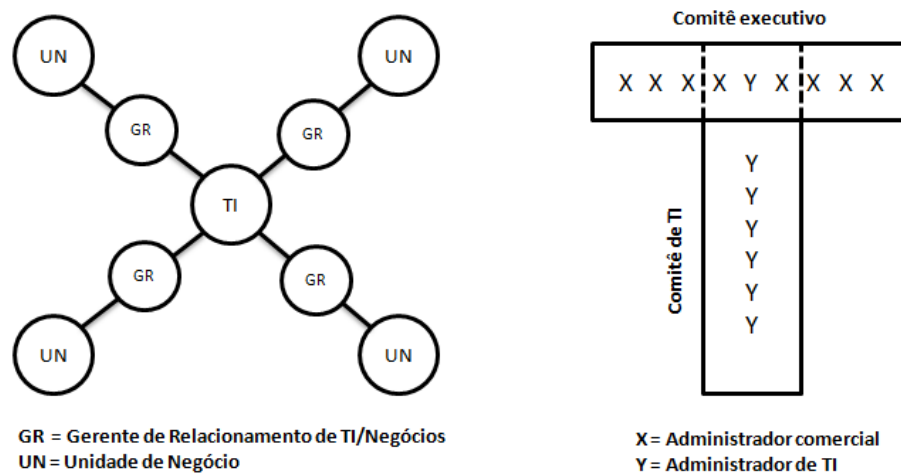 UN
UN
GR
GR
TI
GR
GR
UN
UN
GR = Gerente de Relacionamento de TI/Negócios
UN = Unidade de Negócio
Comitê executivo
X X X X Y X X X X
Y
Y
Y
Y
Y
Y
Comitê de TI
X = Administrador comercial
Y = Administrador de TI